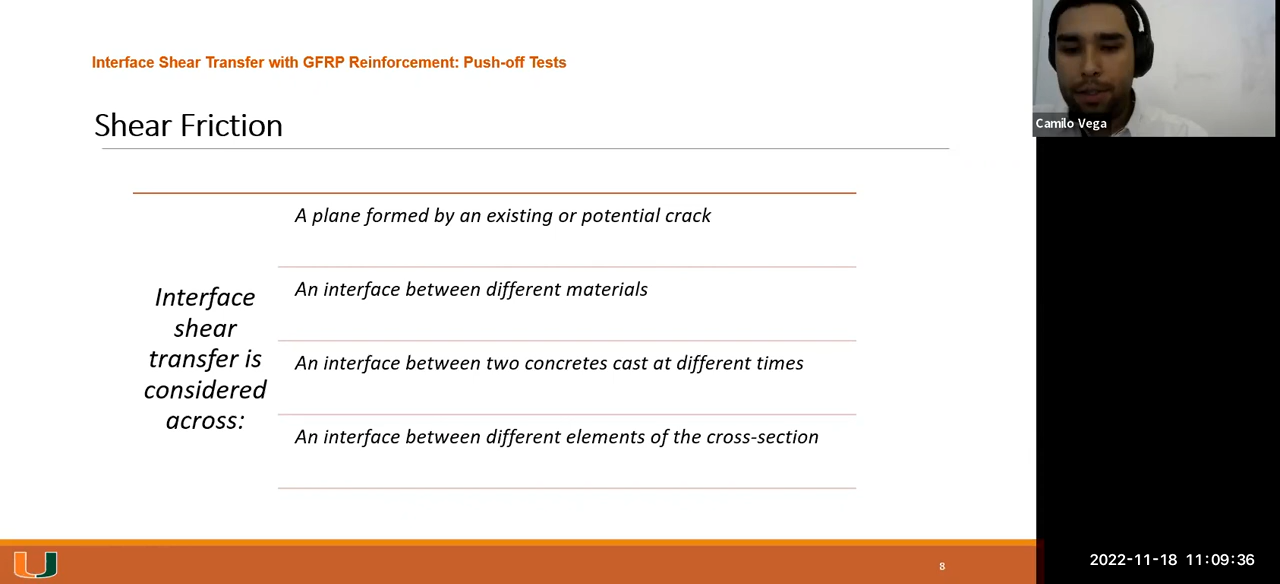 Interface Shear Transfer with GFRP Reinforcement: Push-off Tests
Shear Friction
Interface
shear
transfer is
considered
across:
A plane formed by an existing or potential crack
An interface between different materials
An interface between two concretes cast at different times
An interface between different elements of the cross-section
Camilo Vega
8
2022-11-18 11:09:36